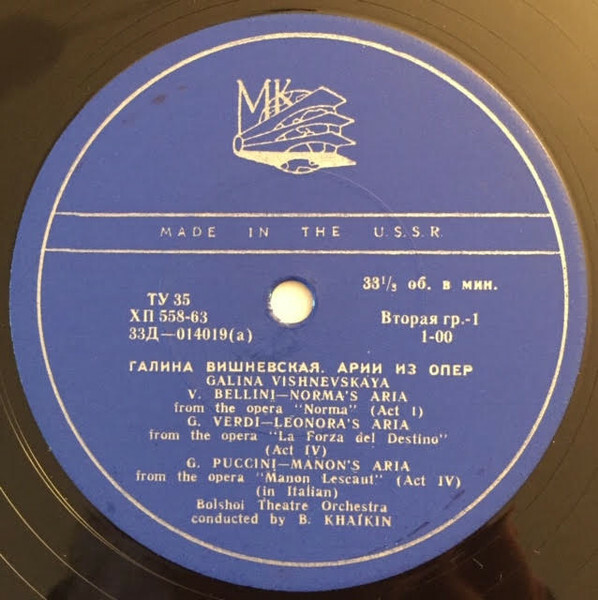 МК
MADE IN THE U.S.S.R.
ТУ 35
ХП 558-63
33Д—014019(а)
33⅓ об. в мин.
Вторая гр.-1
1-00
ГАЛИНА ВИШНЕВСКАЯ. АРИИ ИЗ ОПЕР
GALINA VISHNEVSKAYA
V. BELLINI—NORMA'S ARIA
from the opera "Norma" (Act I)
G. VERDI—LEONORA'S ARIA
from the opera "La Forza del Destino"
(Act IV)
G. PUCCINI—MANON'S ARIA
from the opera "Manon Lescaut" (Act IV)
(in Italian)
Bolshoi Theatre Orchestra
conducted by B. KHAÏKIN